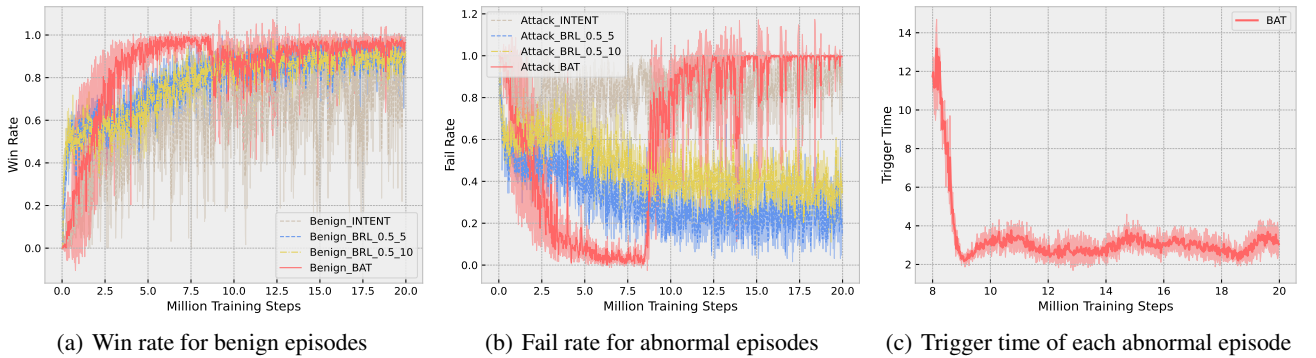 1.0
0.8
0.6
0.4
0.2
0.0
Win Rate
Benign_INTENT
Benign_BRL_0.5_5
Benign_BRL_0.5_10
Benign_BAT
0.0 2.5 5.0 7.5 10.0 12.5 15.0 17.5 20.0
Million Training Steps
(a) Win rate for benign episodes
1.2
1.0
0.8
0.6
0.4
0.2
0.0
Fail Rate
Attack_INTENT
Attack_BRL_0.5_5
Attack_BRL_0.5_10
Attack_BAT
0.0 2.5 5.0 7.5 10.0 12.5 15.0 17.5 20.0
Million Training Steps
(b) Fail rate for abnormal episodes
14
12
10
8
6
4
2
Trigger Time
BAT
8 10 12 14 16 18 20
Million Training Steps
(c) Trigger time of each abnormal episode